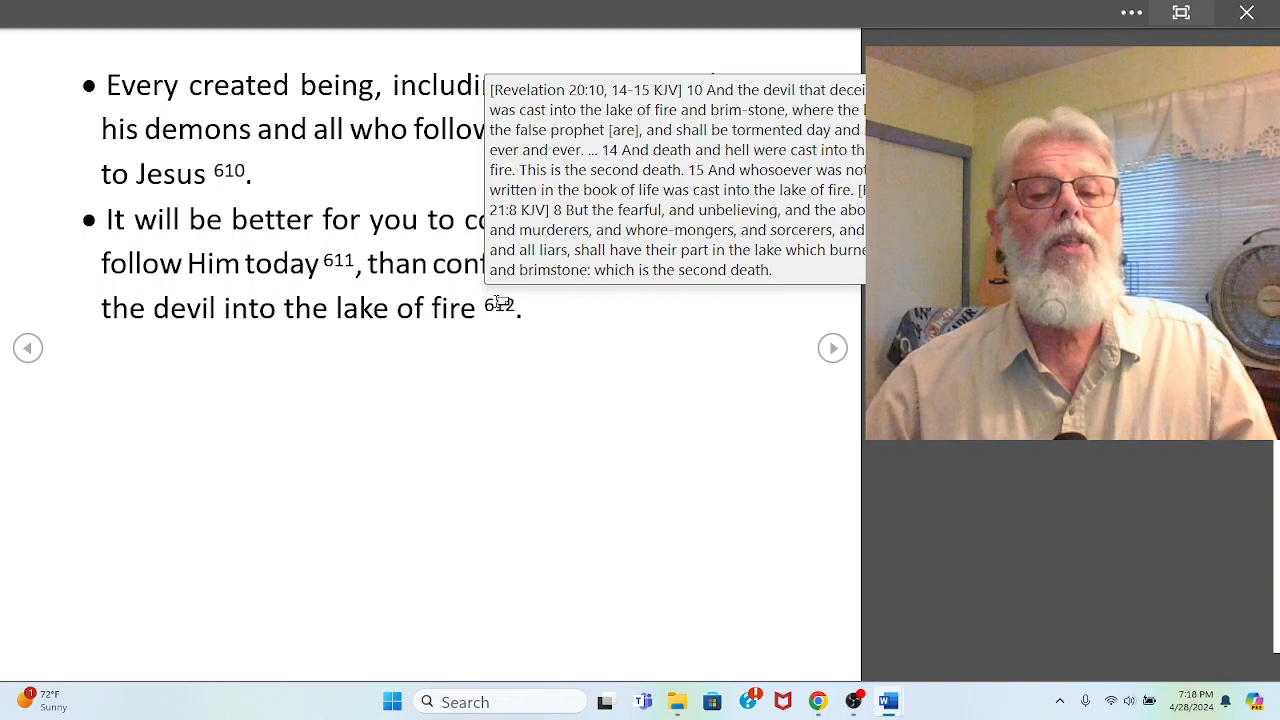 • Every created being, includi
his demons and all who follow
to Jesus 610.
• It will be better for you to co
follow Him today 611, than cont
the devil into the lake of fire 612.
[Revelation 20:10, 14-15 KJV] 10 And the devil that decei
was cast into the lake of fire and brim-stone, where the
the false prophet [are], and shall be tormented day and
ever and ever. ... 14 And death and hell were cast into th
fire. This is the second death. 15 And whosoever was not
written in the book of life was cast into the lake of fire.
21:8 KJV] 8 But the fearful, and unbelieving, and the abo
and murderers, and whore-mongers, and sorcerers, and
and all liars, shall have their part in the lake which burn
and brimstone: which is the second death.
1
72°F
Sunny
Search
7:18 PM
4/28/2024